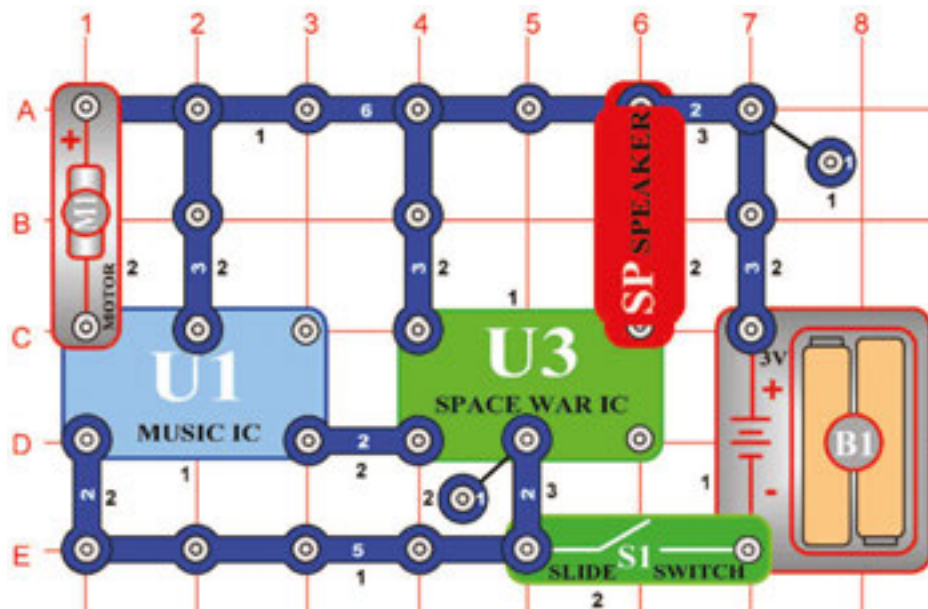 1 2 3 4 5 6 7 8
A 6 2
1 3 1
+ 1
M1 SPEAKER
B
2 3 2 3 2 2 3 2
MOTOR 1 SP
C U1 U3 3V
MUSIC IC SPACE WAR IC +
D 2 B1
2 2 1 2 2 1 2 3 1 -
E 5 S1
1 SLIDE SWITCH
2